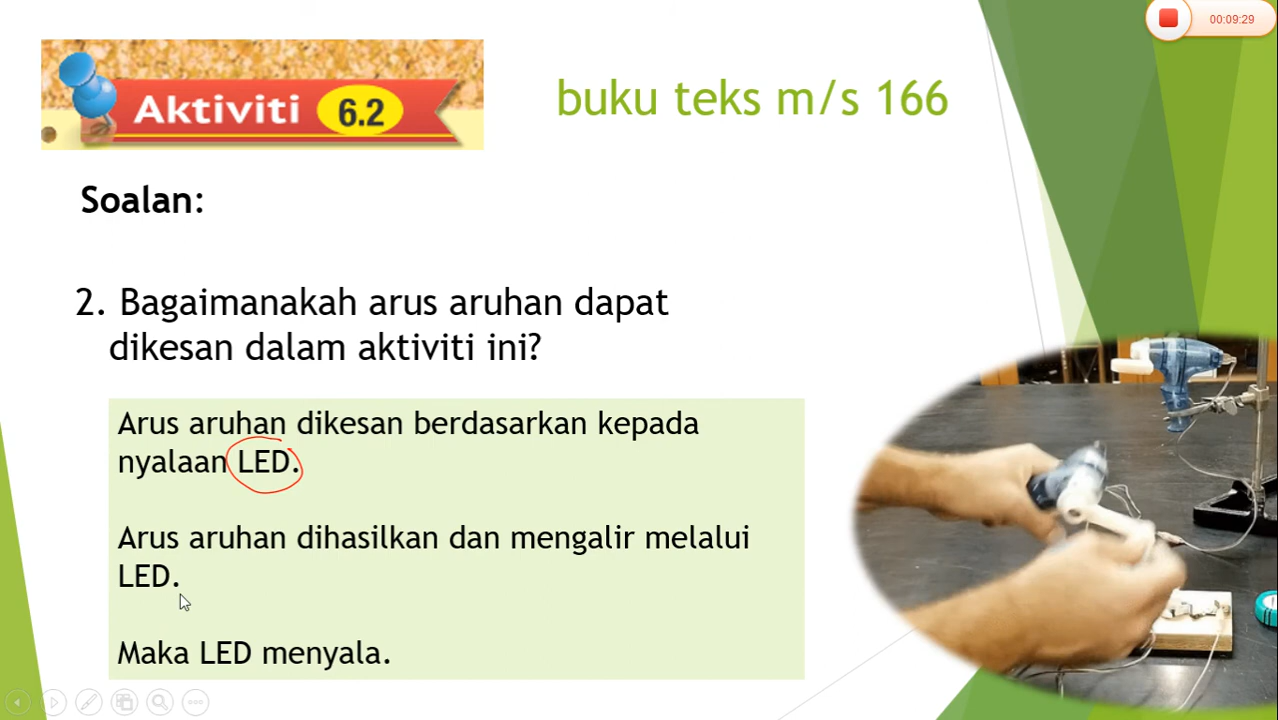 00:09:29
Aktiviti 6.2
buku teks m/s 166
Soalan:
2. Bagaimanakah arus aruhan dapat
dikesan dalam aktiviti ini?
Arus aruhan dikesan berdasarkan kepada
nyalaan LED.
Arus aruhan dihasilkan dan mengalir melalui
LED.
Maka LED menyala.